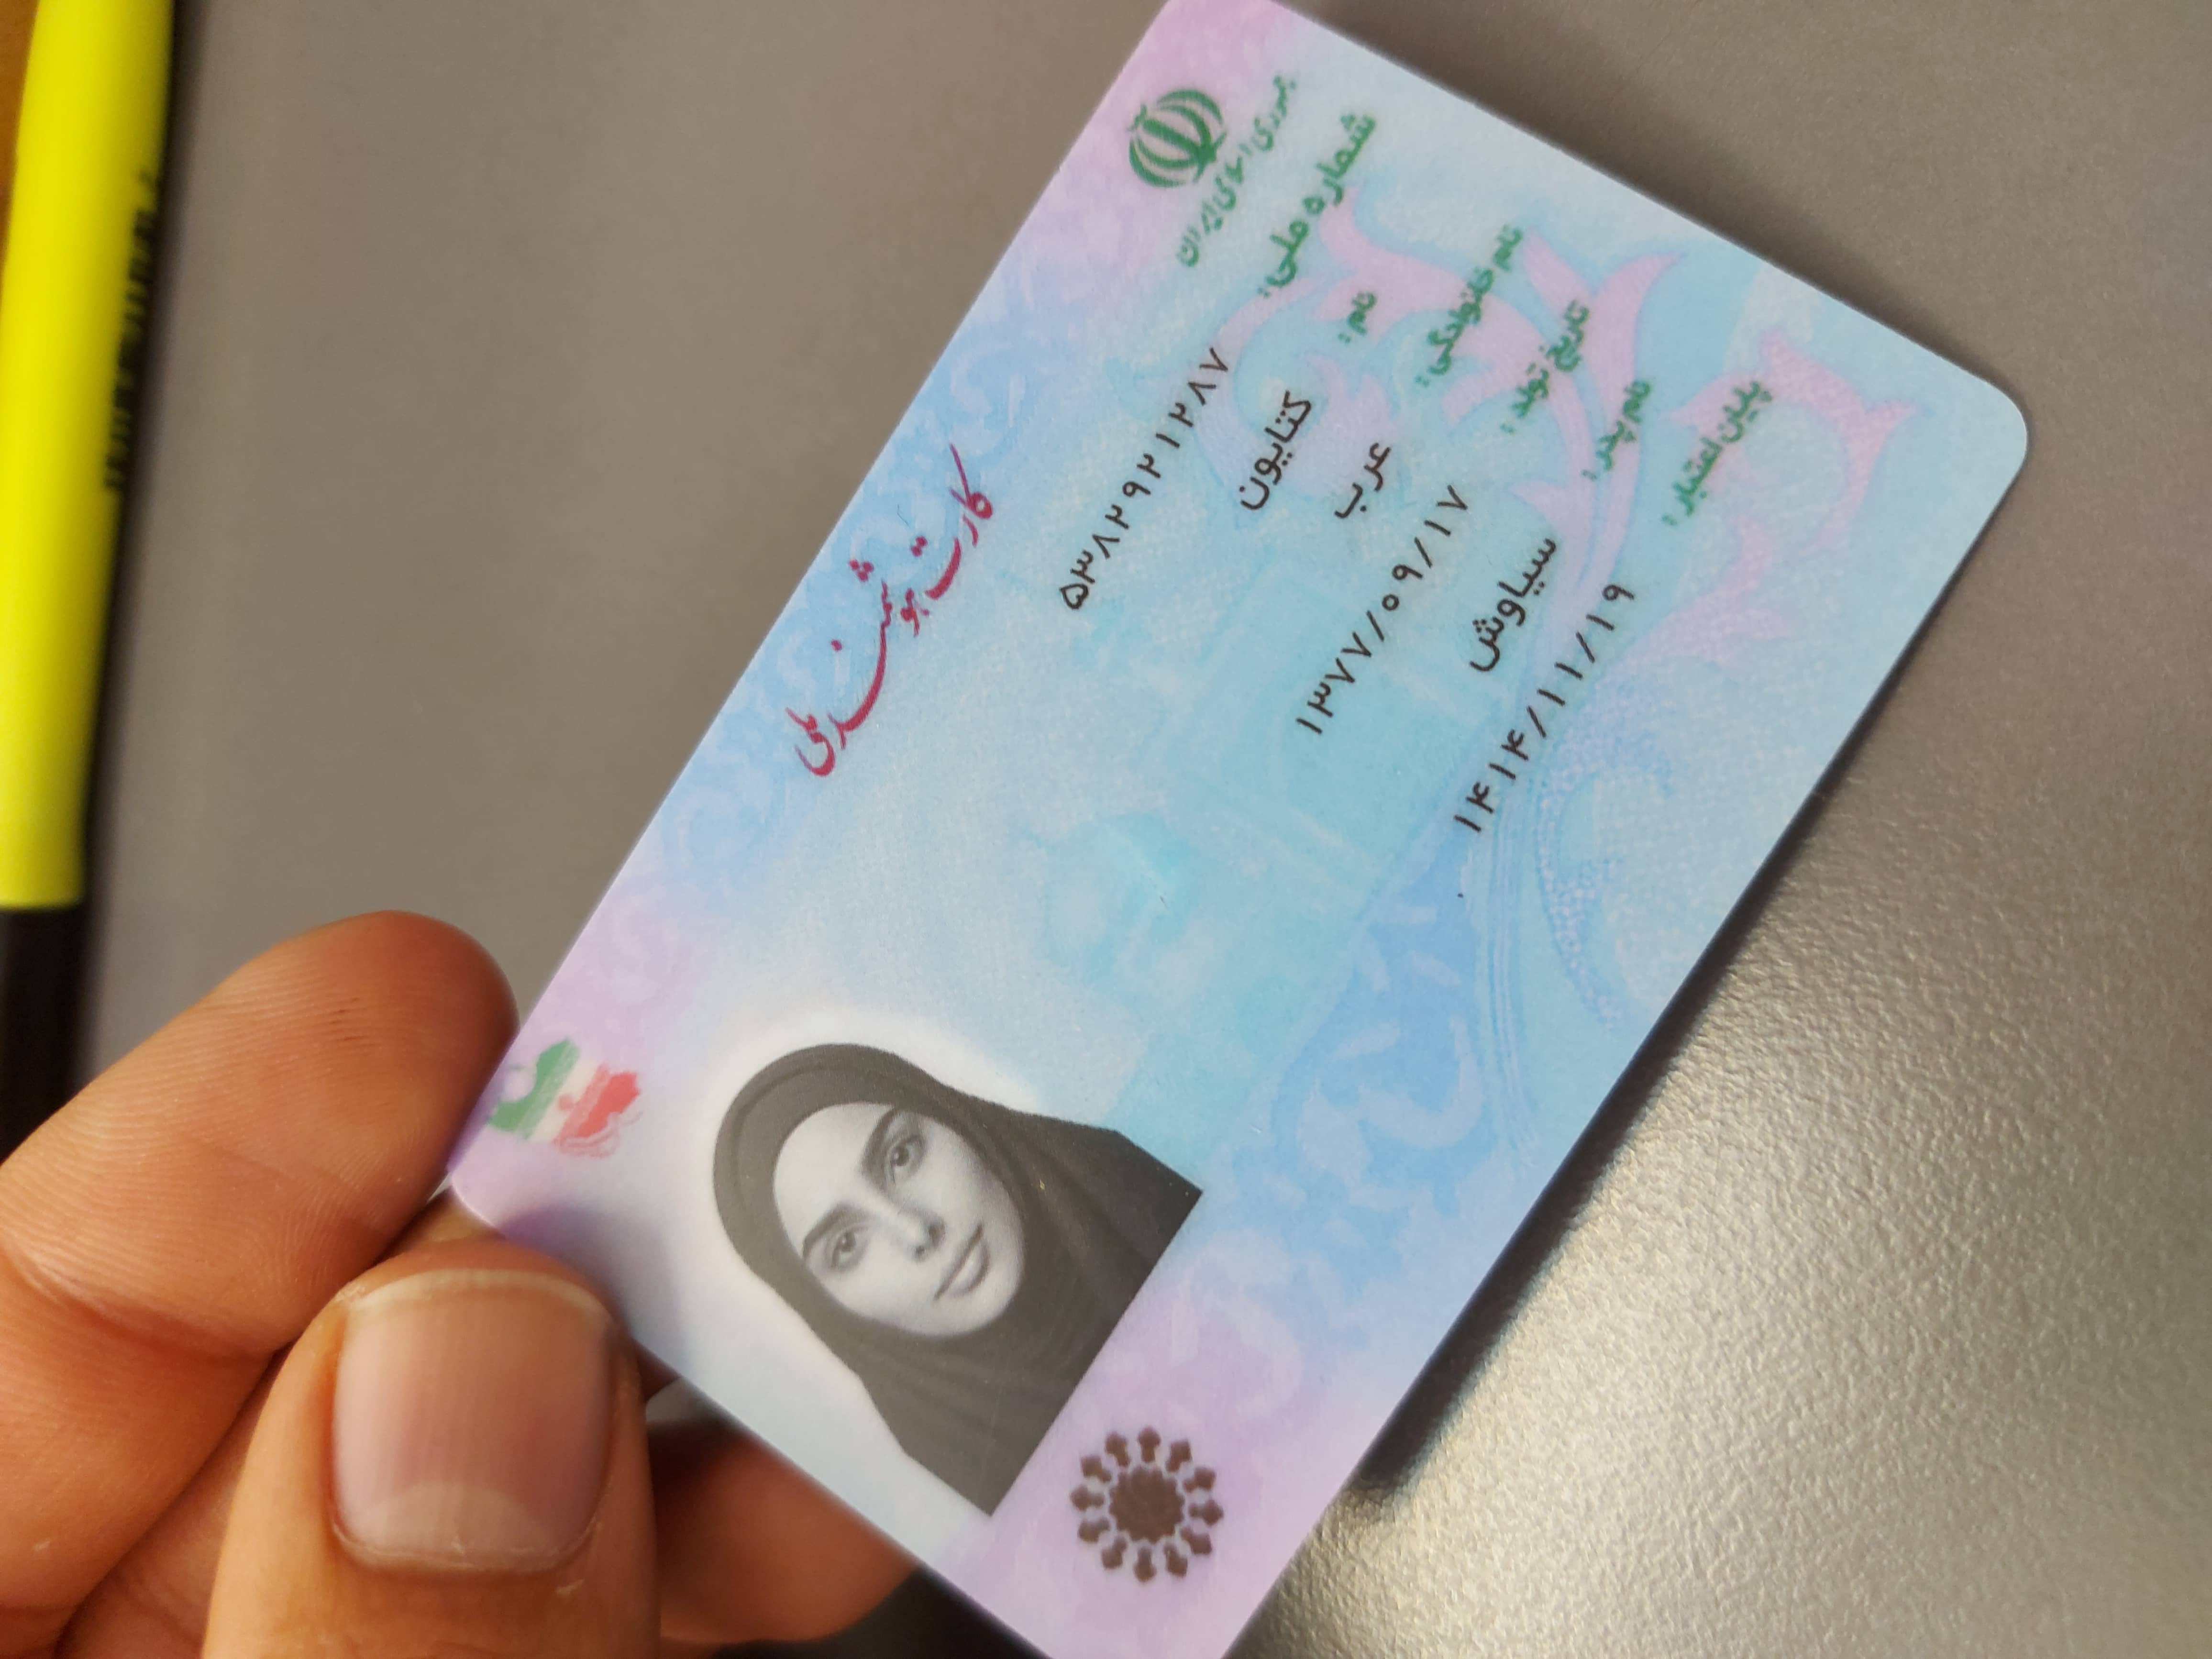 جمهوری اسلامی ایران
کارت هوشمند ملی
شماره ملی: ۵۳۸۲۹۲۱۲۸۷
نام: کتایون
نام خانوادگی: عرب
تاریخ تولد: ۱۳۷۷/۰۹/۱۷
نام پدر: سیاوش
پایان اعتبار: ۱۴۱۴/۱۱/۱۹